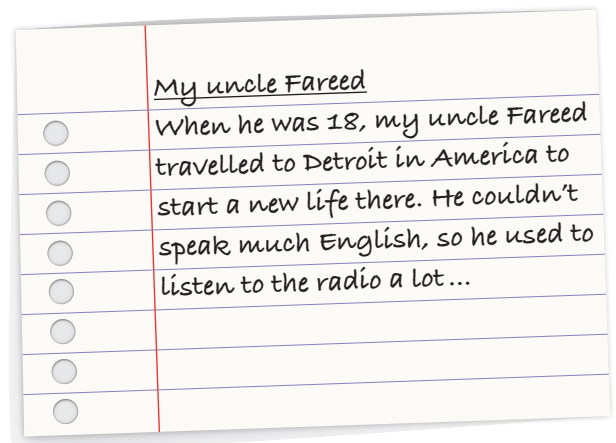 My uncle Fareed
When he was 18, my uncle Fareed
travelled to Detroit in America to
start a new life there. He couldn't
speak much English, so he used to
listen to the radio a lot...